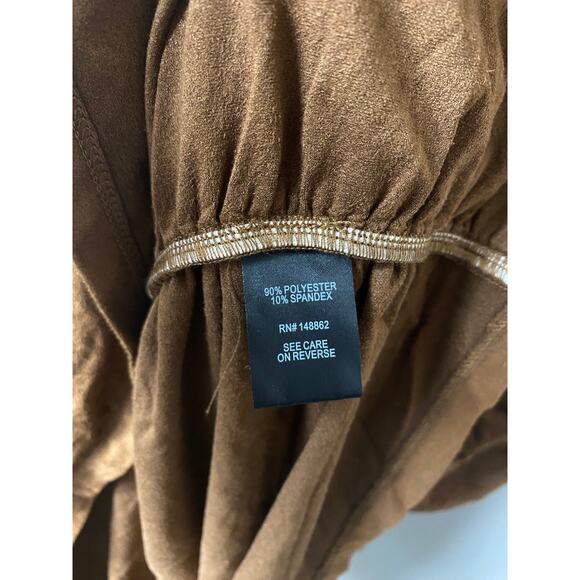 90% POLYESTER
10% SPANDEX
RN# 148862
SEE CARE
ON REVERSE